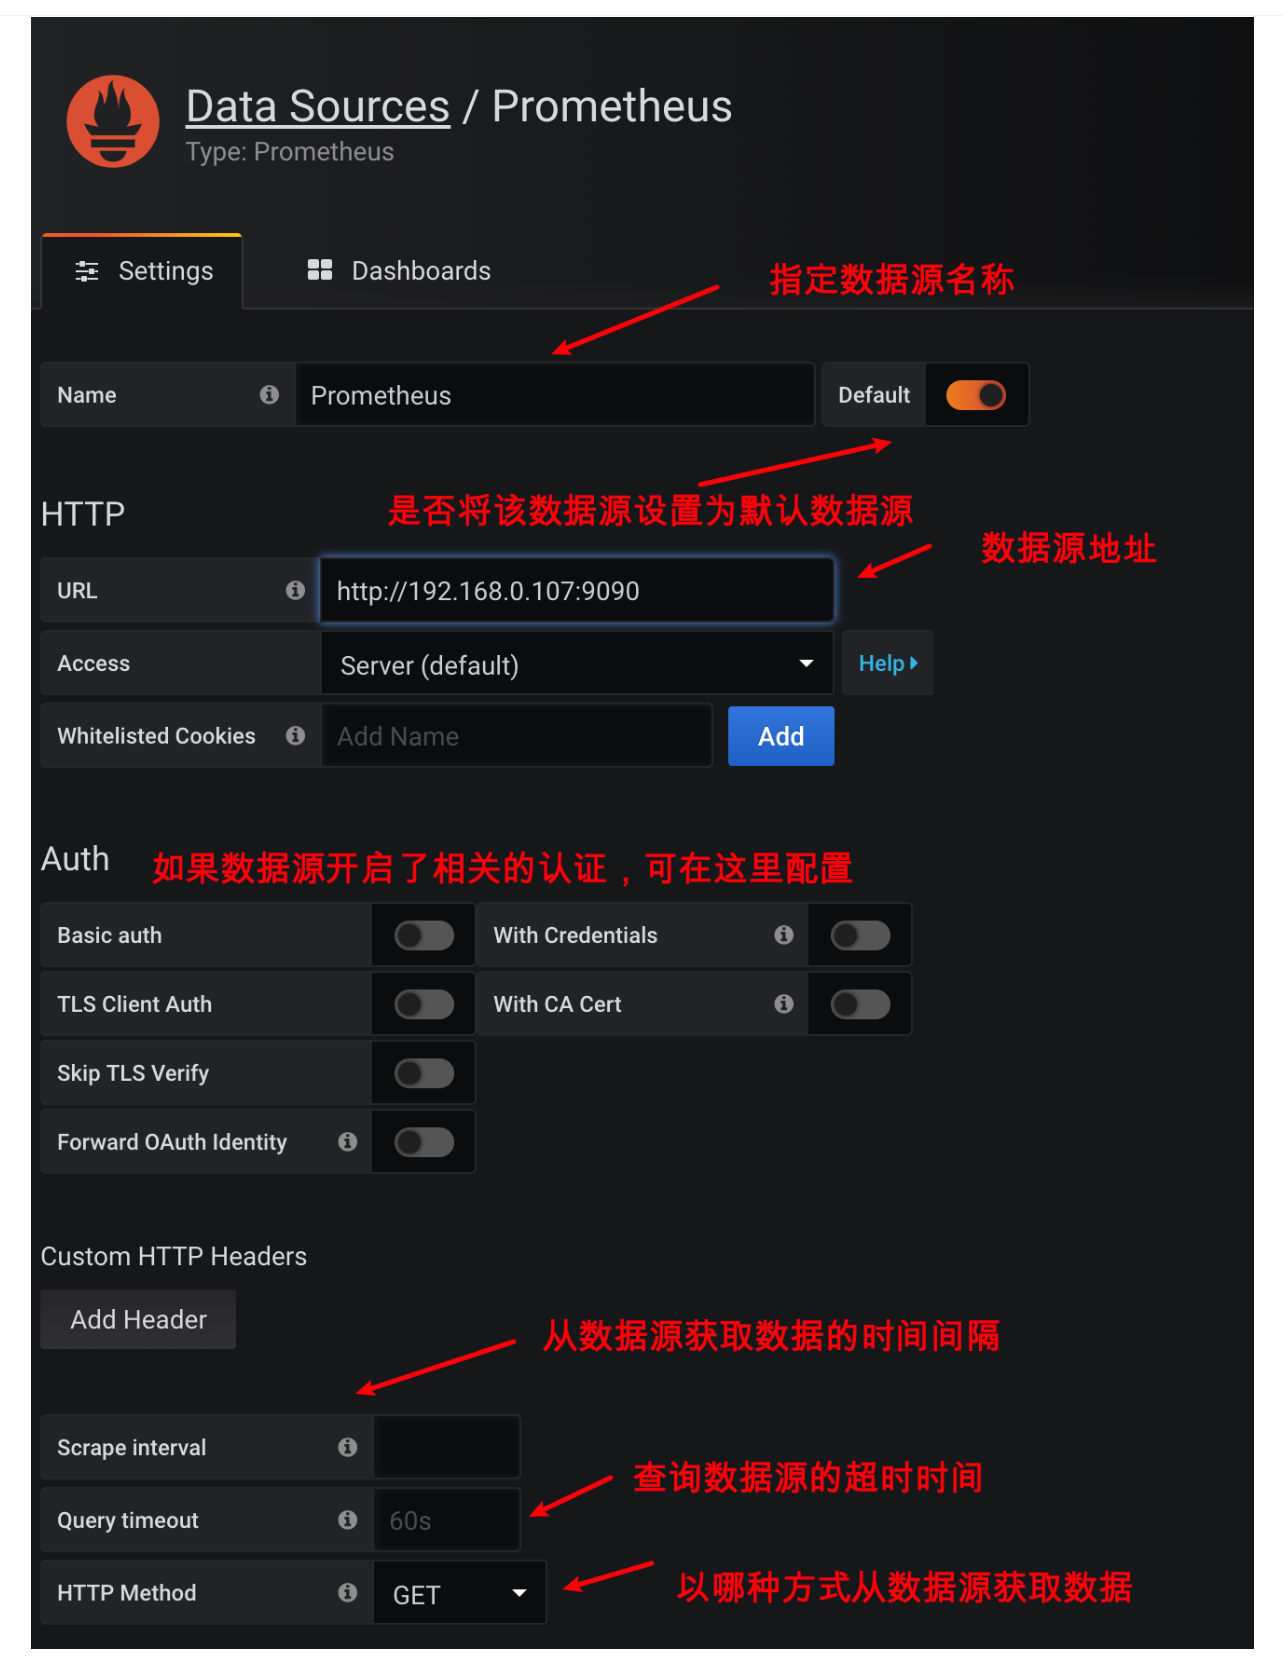 Data Sources / Prometheus
Type: Prometheus
Settings
Dashboards
指定数据源名称
Name
Prometheus
Default
HTTP
是否将该数据源设置为默认数据源
数据源地址
URL
http://192.168.0.107:9090
Access
Server (default)
Help
Whitelisted Cookies
Add Name
Add
Auth
如果数据源开启了相关的认证，可在这里配置
Basic auth
With Credentials
TLS Client Auth
With CA Cert
Skip TLS Verify
Forward OAuth Identity
Custom HTTP Headers
Add Header
从数据源获取数据的时间间隔
Scrape interval
查询数据源的超时时间
Query timeout
60s
HTTP Method
GET
以哪种方式从数据源获取数据